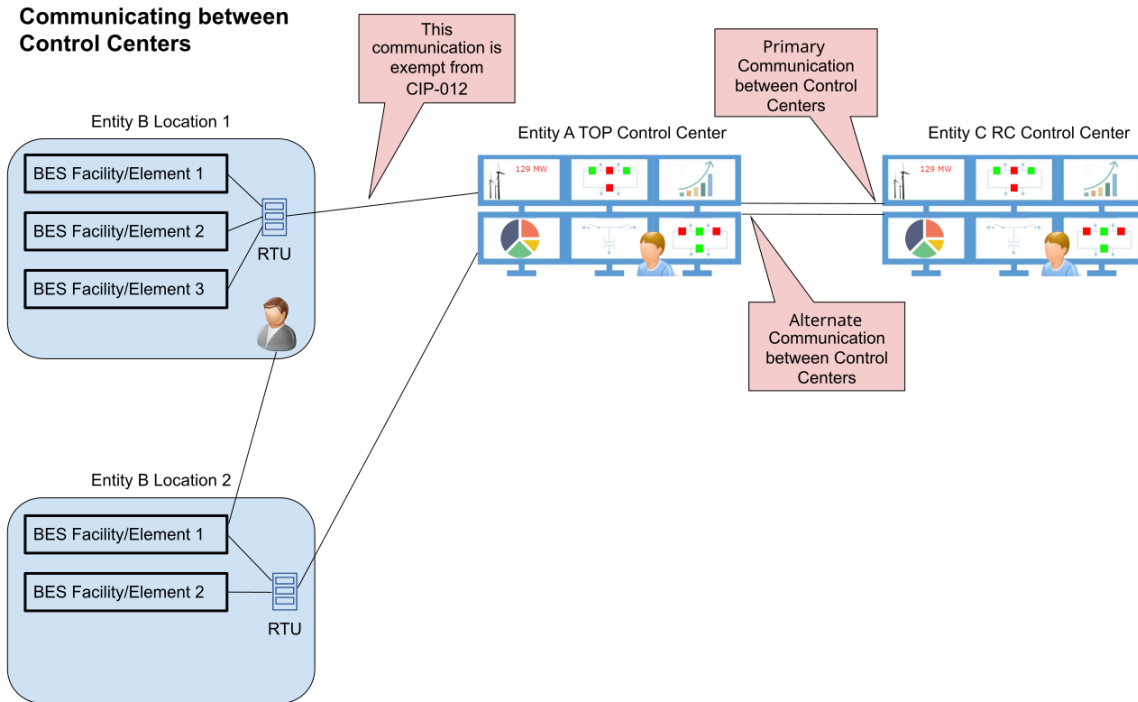 Communicating between
Control Centers
This
communication is
exempt from
CIP-012
Primary
Communication
between Control
Centers
Entity B Location 1
Entity A TOP Control Center
Entity C RC Control Center
BES Facility/Element 1
BES Facility/Element 2
BES Facility/Element 3
RTU
129 MW
129 MW
Alternate
Communication
between Control
Centers
Entity B Location 2
BES Facility/Element 1
BES Facility/Element 2
RTU